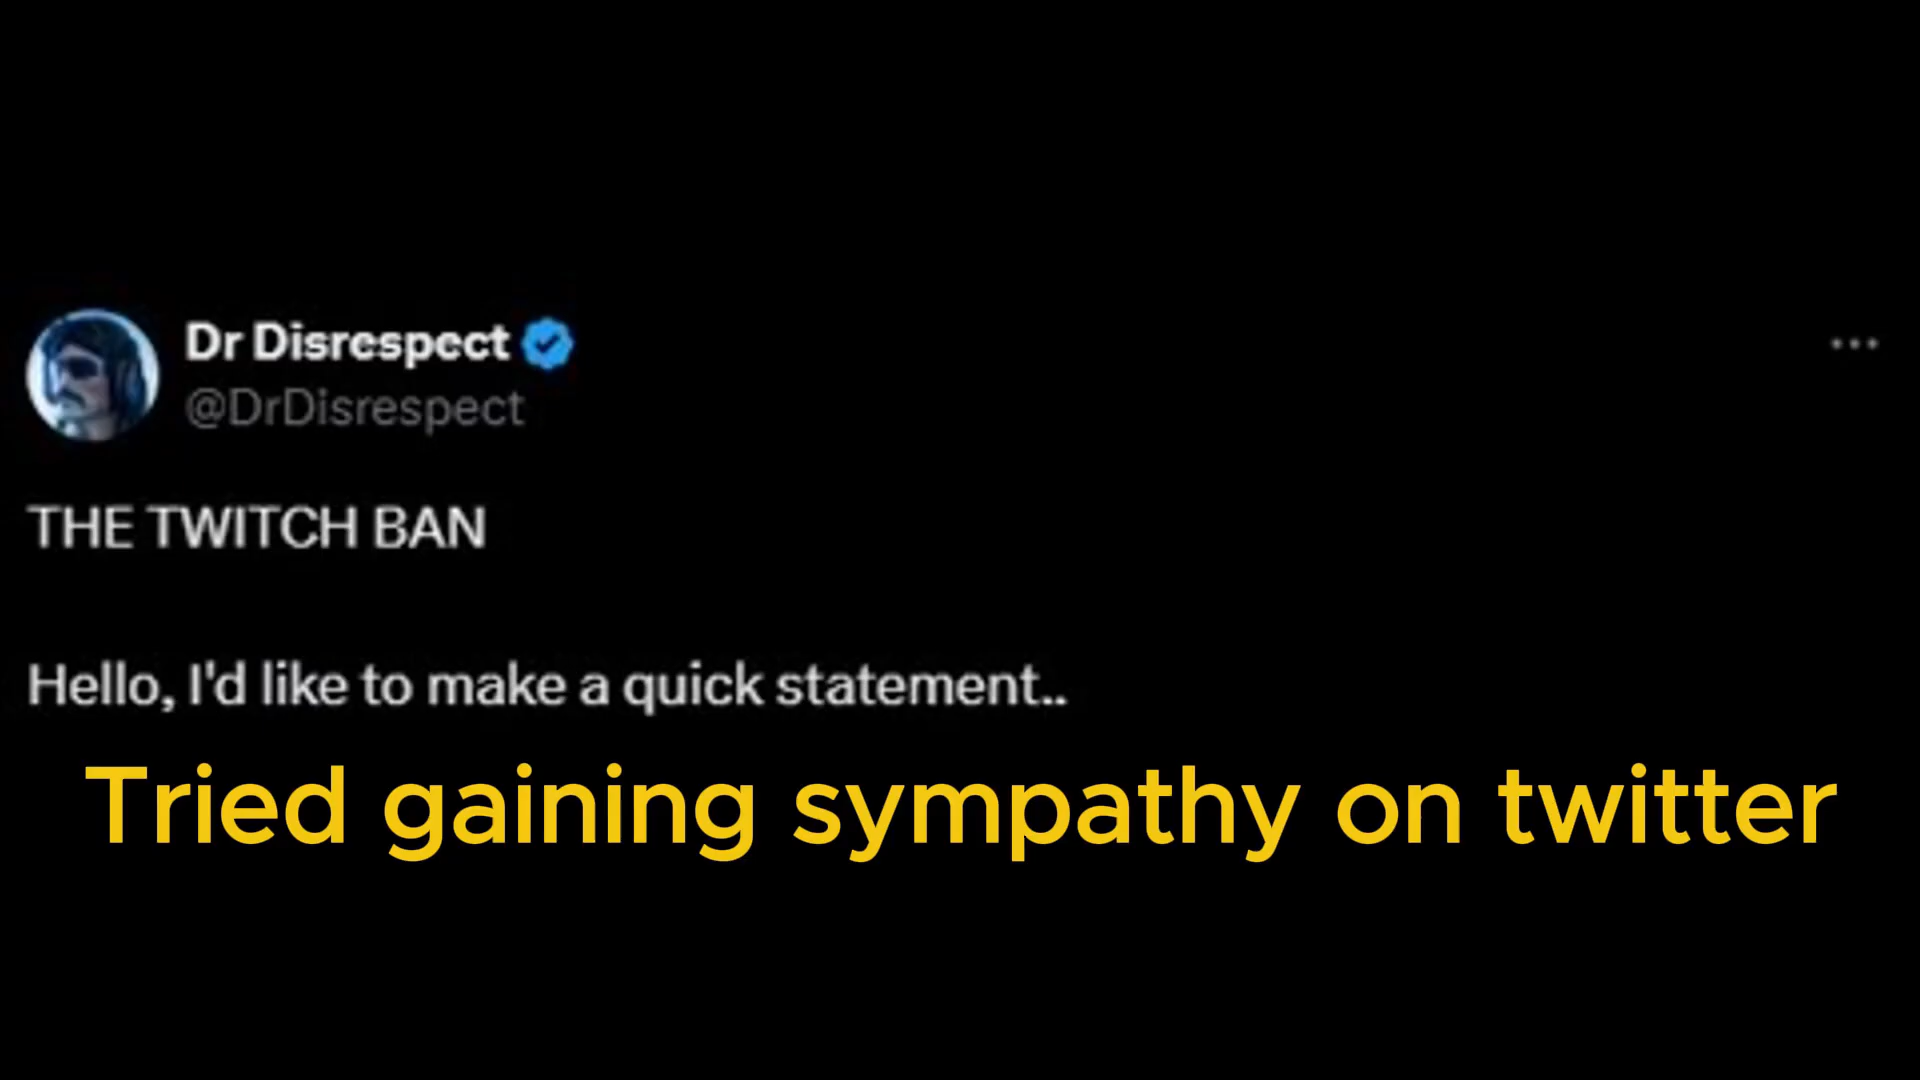 Dr Disrespect
@DrDisrespect
THE TWITCH BAN
Hello, I'd like to make a quick statement..
Tried gaining sympathy on twitter